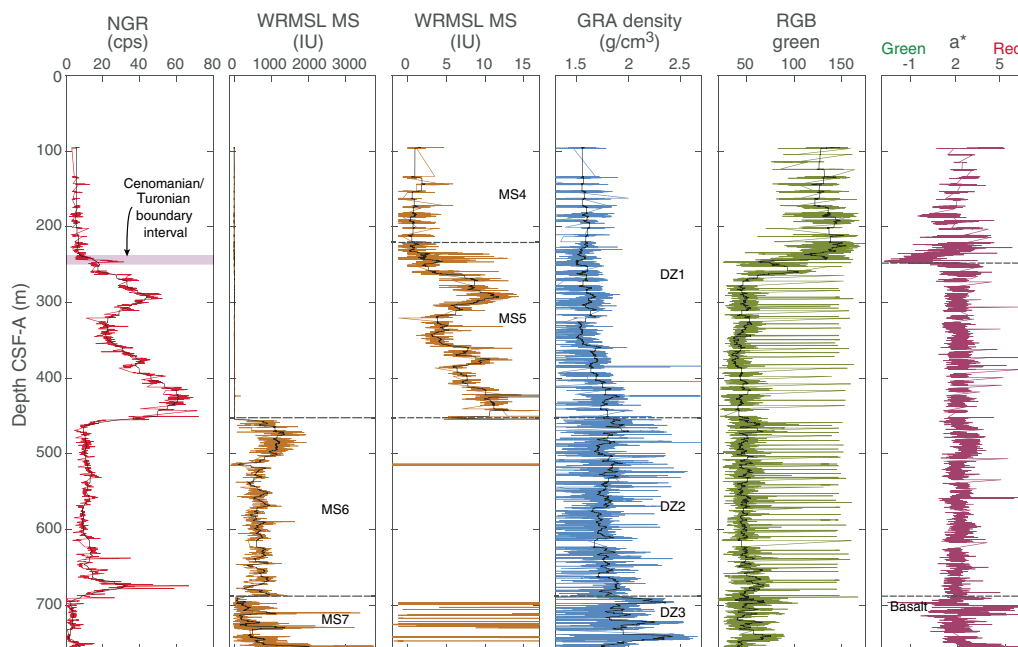 NGR
(cps)
0 20 40 60 80
WRMSL MS
(IU)
0 1000 2000 3000
WRMSL MS
(IU)
0 5 10 15
GRA density
(g/cm³)
1.5 2 2.5
RGB
green
50 100 150
Green a* Red
-1 2 5
Depth CSF-A (m)
0
100
200
300
400
500
600
700
Cenomanian/
Turonian
boundary
interval
MS4
MS5
MS6
MS7
DZ1
DZ2
DZ3
Basalt